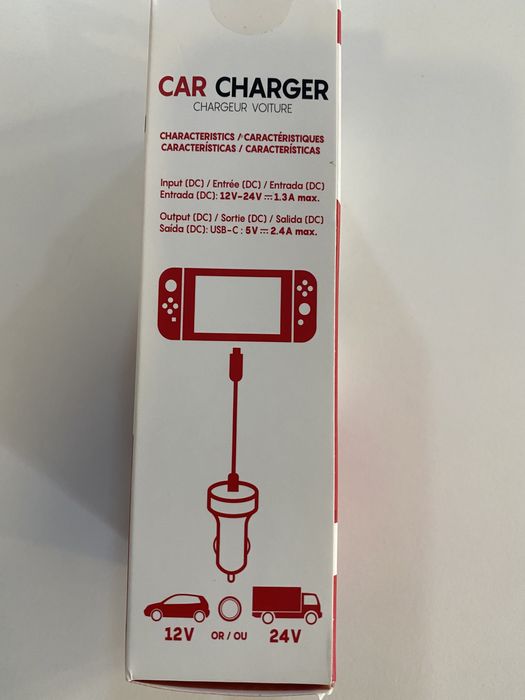 CAR CHARGER
CHARGEUR VOITURE
CHARACTERISTICS / CARACTÉRISTIQUES
CARACTERÍSTICAS / CARACTERÍSTICAS
Input (DC) / Entrée (DC) / Entrada (DC)
Entrada (DC): 12V-24V ⎓ 1.3A max.
Output (DC) / Sortie (DC) / Salida (DC)
Saída (DC): USB-C : 5V ⎓ 2.4A max.
12V OR / OU 24V